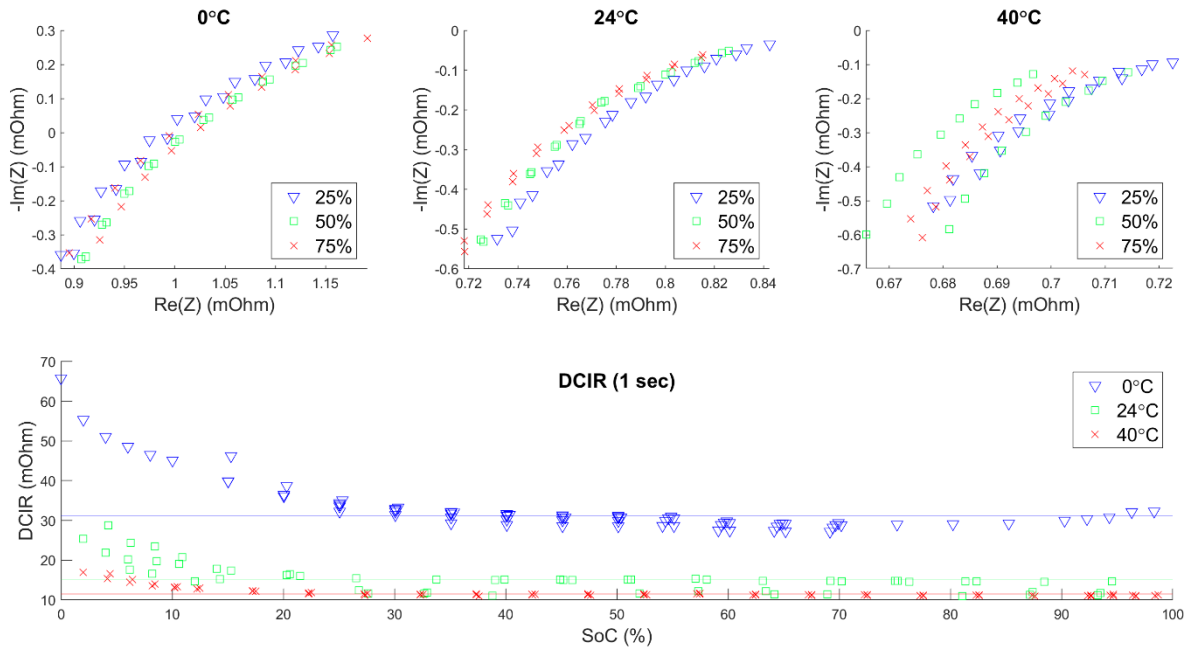 0°C
0.3
0.2
0.1
0
-0.1
-0.2
-0.3
-0.4
-Im(Z) (mOhm)
0.9 0.95 1 1.05 1.1 1.15
Re(Z) (mOhm)
25%
50%
75%
24°C
0
-0.1
-0.2
-0.3
-0.4
-0.5
-0.6
-Im(Z) (mOhm)
0.72 0.74 0.76 0.78 0.8 0.82 0.84
Re(Z) (mOhm)
25%
50%
75%
40°C
0
-0.1
-0.2
-0.3
-0.4
-0.5
-0.6
-0.7
-Im(Z) (mOhm)
0.67 0.68 0.69 0.7 0.71 0.72
Re(Z) (mOhm)
25%
50%
75%
DCIR (1 sec)
70
60
50
40
30
20
10
DCIR (mOhm)
0 10 20 30 40 50 60 70 80 90 100
SoC (%)
0°C
24°C
40°C